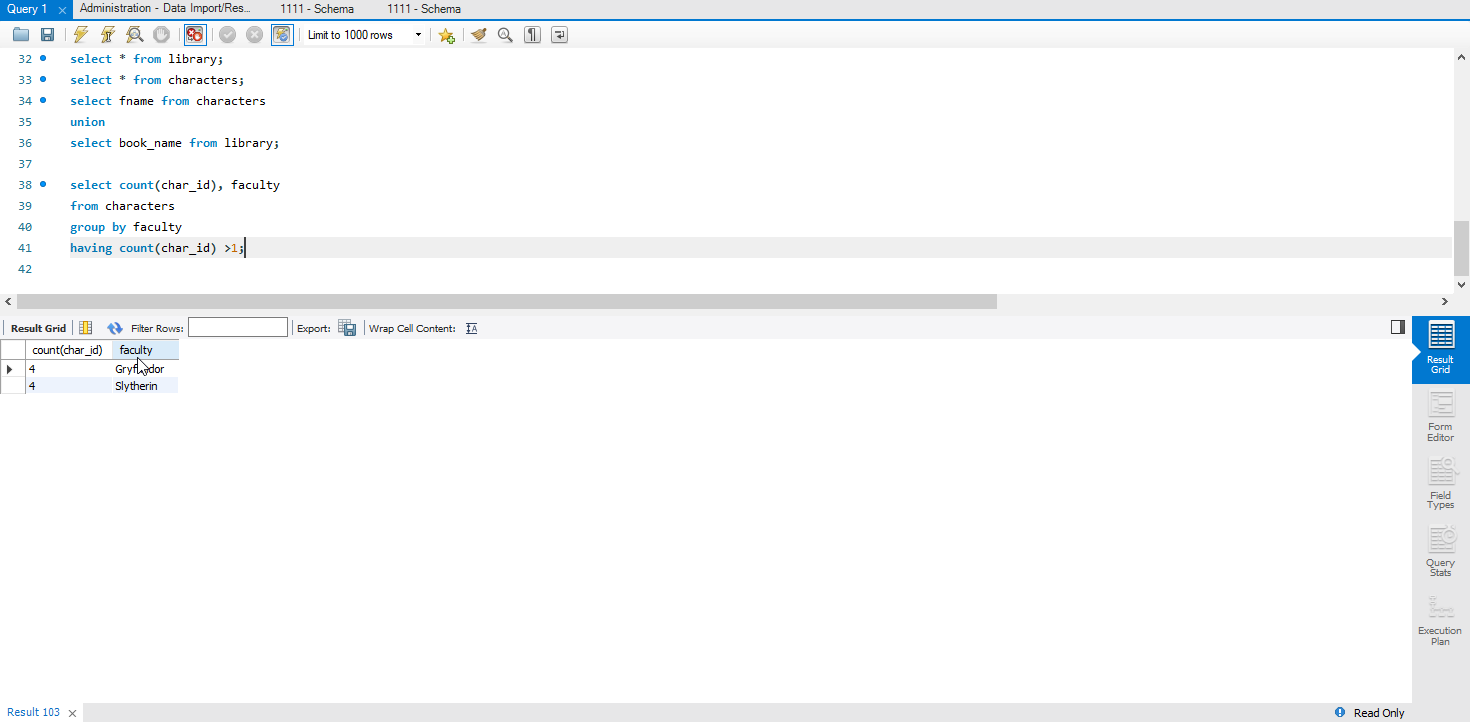 Query 1
Administration - Data Import/Res...
1111 - Schema
1111 - Schema
Limit to 1000 rows
32 select * from library;
33 select * from characters;
34 select fname from characters
35 union
36 select book_name from library;
37
38 select count(char_id), faculty
39 from characters
40 group by faculty
41 having count(char_id) >1;
42
Result Grid Filter Rows: Export: Wrap Cell Content:
count(char_id) faculty
4
4 Slytherin
Result
Grid
Form
Editor
Field
Types
Query
Stats
Execution
Plan
Result 103
Read Only